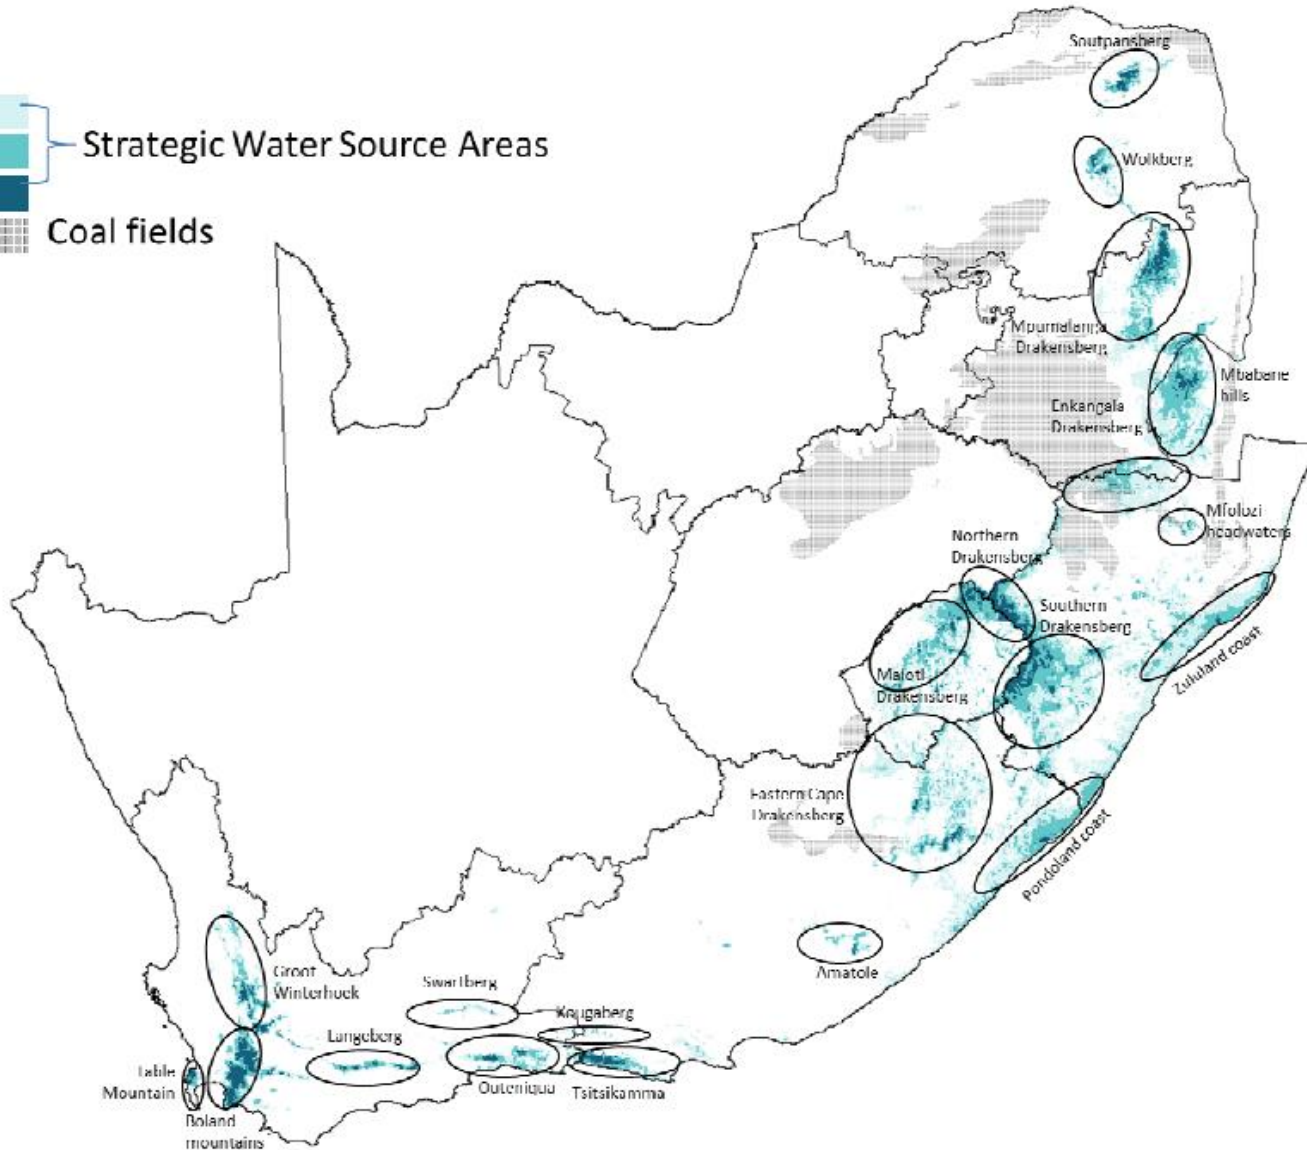 Strategic Water Source Areas
Coal fields
Soutpansberg
Wolkberg
Mpumalanga
Drakensberg
Mbabane
hills
Enkangala
Drakensberg
Mfolozi
headwaters
Northern
Drakensberg
Southern
Drakensberg
Zululand coast
Maloti
Drakensberg
Eastern Cape
Drakensberg
Pondoland coast
Amatole
Groot
Winterhoek
Swartberg
Kougaberg
Langeberg
Table
Mountain
Outeniqua
Tsitsikamma
Boland
mountains